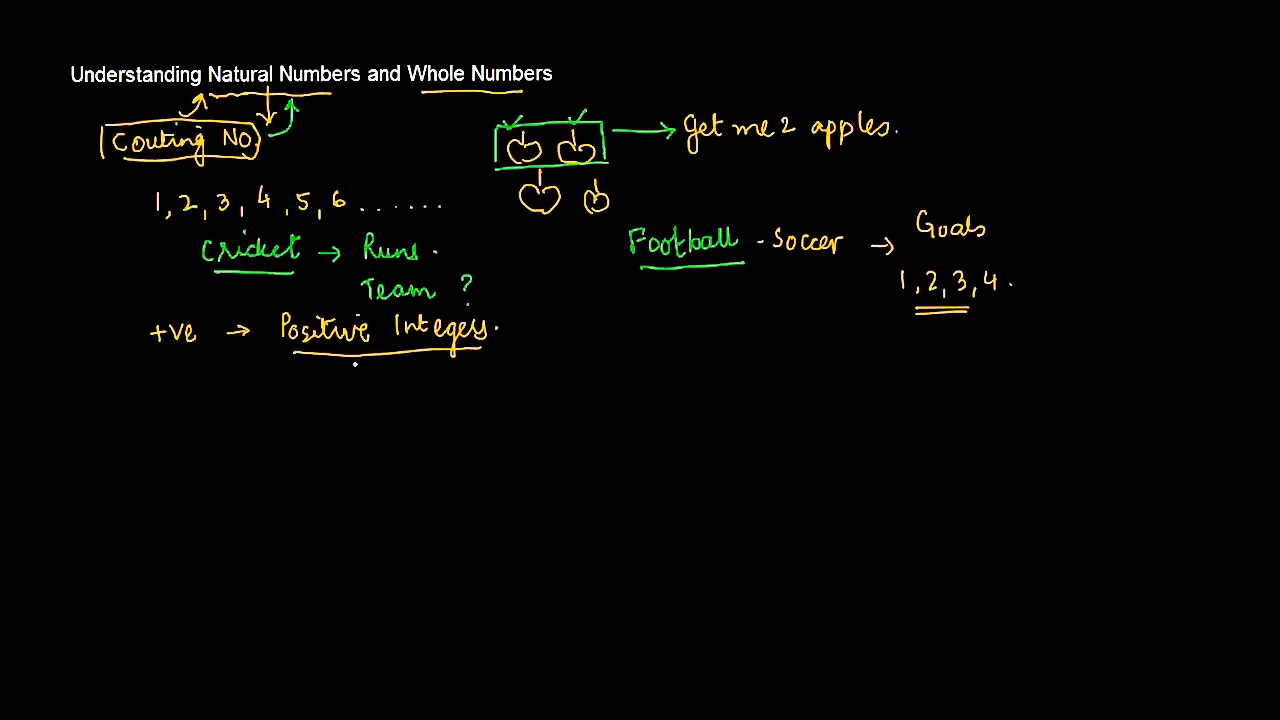 Understanding Natural Numbers and Whole Numbers
Couting NO.
Get me 2 apples.
1, 2, 3, 4, 5, 6 .......
Cricket → Runs.
Team ?
Football - Soccer → Goals
1, 2, 3, 4.
+ve → Positive Integers.